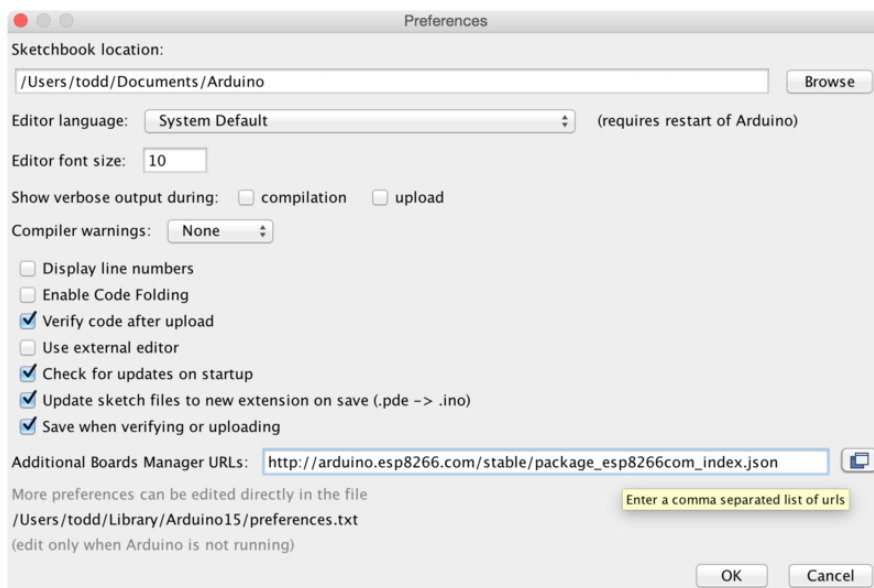 Preferences
Sketchbook location:
/Users/todd/Documents/Arduino Browse
Editor language: System Default (requires restart of Arduino)
Editor font size: 10
Show verbose output during: compilation upload
Compiler warnings: None
Display line numbers
Enable Code Folding
Verify code after upload
Use external editor
Check for updates on startup
Update sketch files to new extension on save (.pde -> .ino)
Save when verifying or uploading
Additional Boards Manager URLs: http://arduino.esp8266.com/stable/package_esp8266com_index.json
More preferences can be edited directly in the file
Enter a comma separated list of urls
/Users/todd/Library/Arduino15/preferences.txt
(edit only when Arduino is not running)
OK Cancel